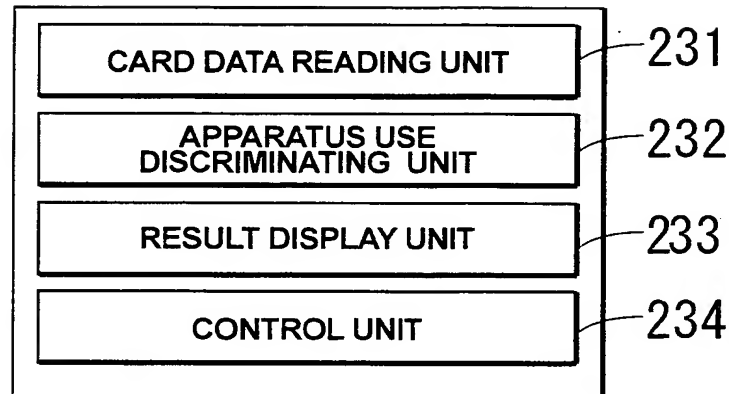 CARD DATA READING UNIT 231
APPARATUS USE
DISCRIMINATING UNIT 232
RESULT DISPLAY UNIT 233
CONTROL UNIT 234